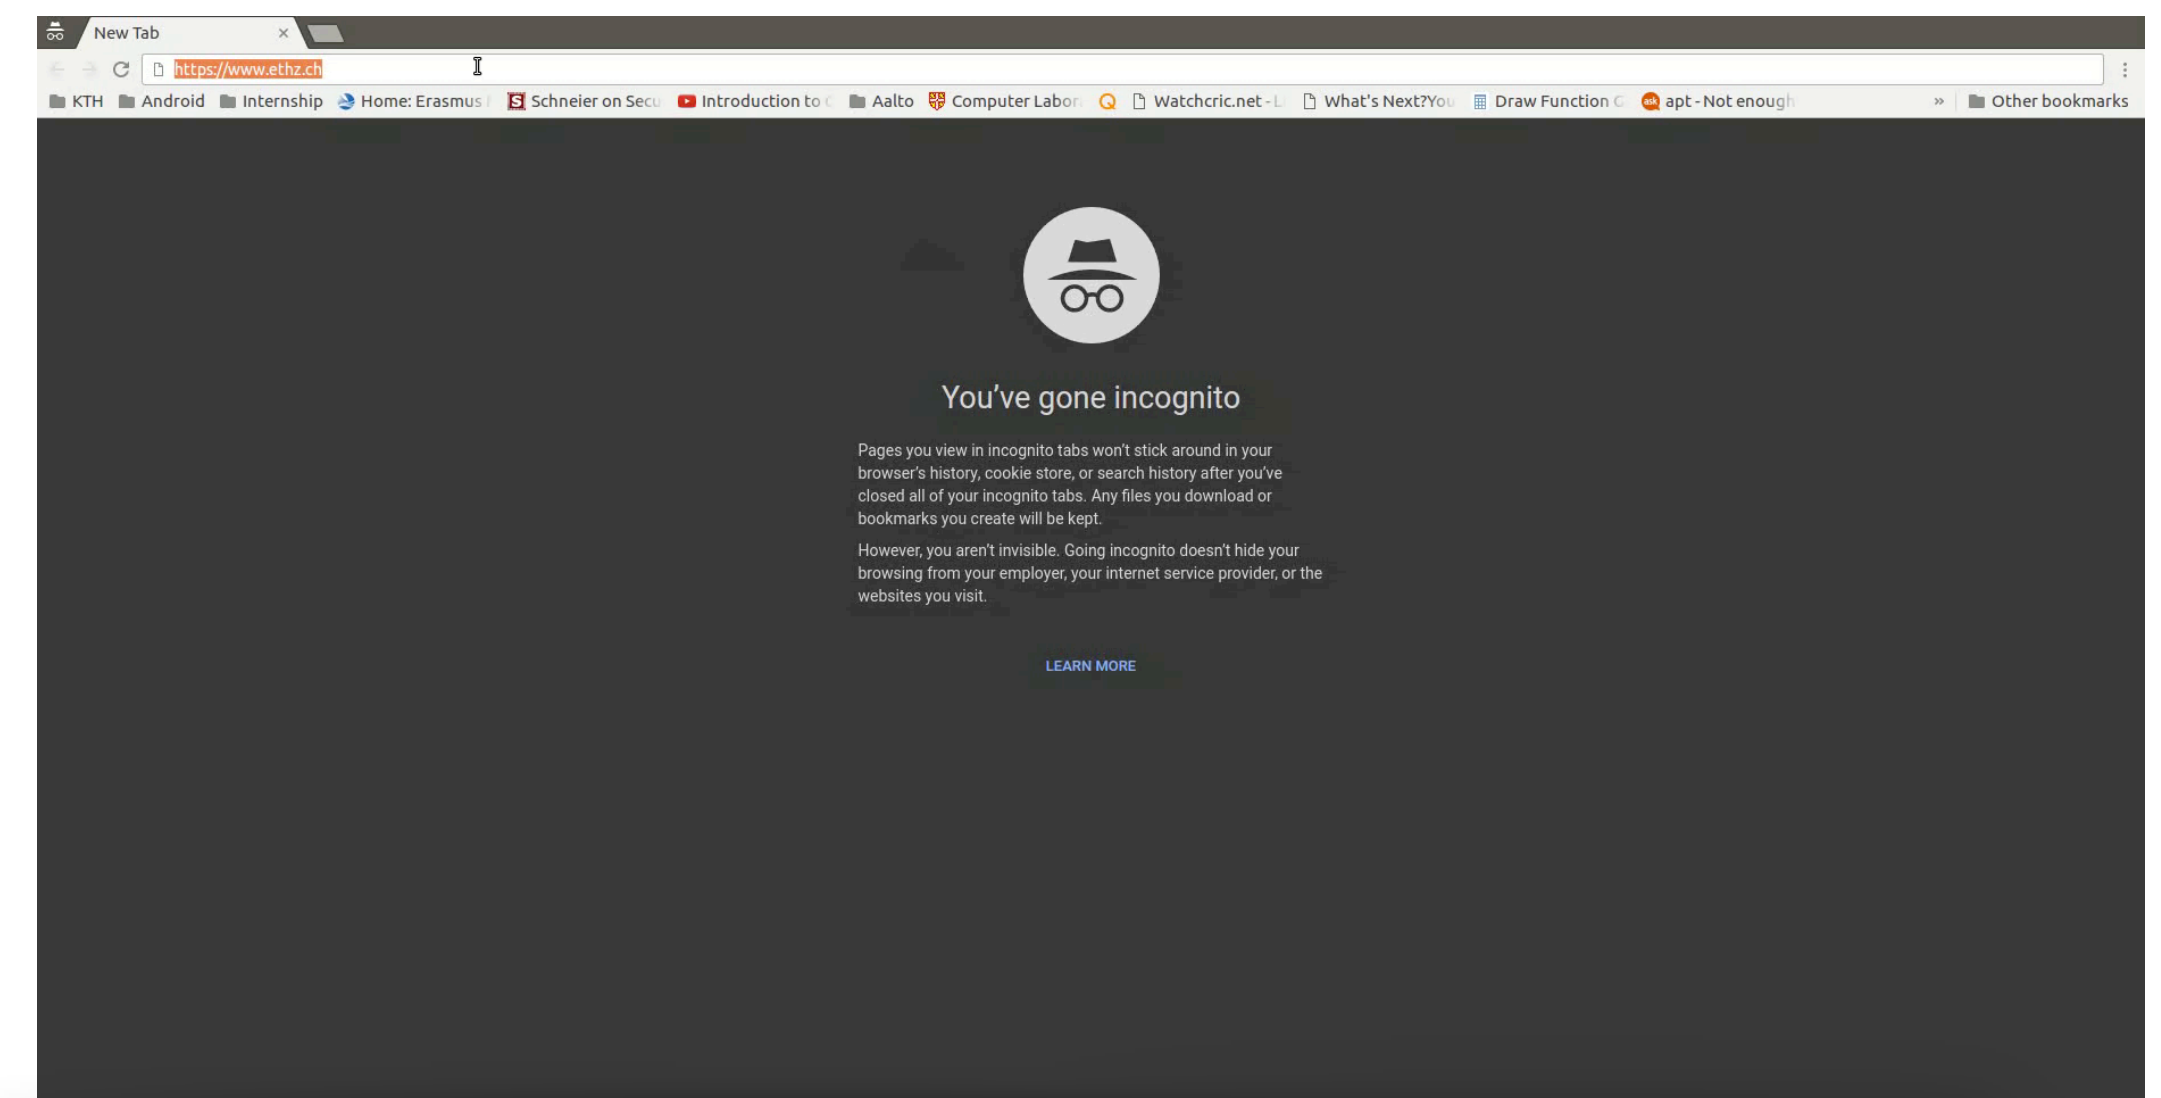 New Tab
https://www.ethz.ch
KTH Android Internship Home: Erasmus Schneier on Secu Introduction to Aalto Computer Labor Watchcric.net - L What's Next?You Draw Function C ask apt - Not enough » Other bookmarks
You've gone incognito
Pages you view in incognito tabs won't stick around in your
browser's history, cookie store, or search history after you've
closed all of your incognito tabs. Any files you download or
bookmarks you create will be kept.
However, you aren't invisible. Going incognito doesn't hide your
browsing from your employer, your internet service provider, or the
websites you visit.
LEARN MORE